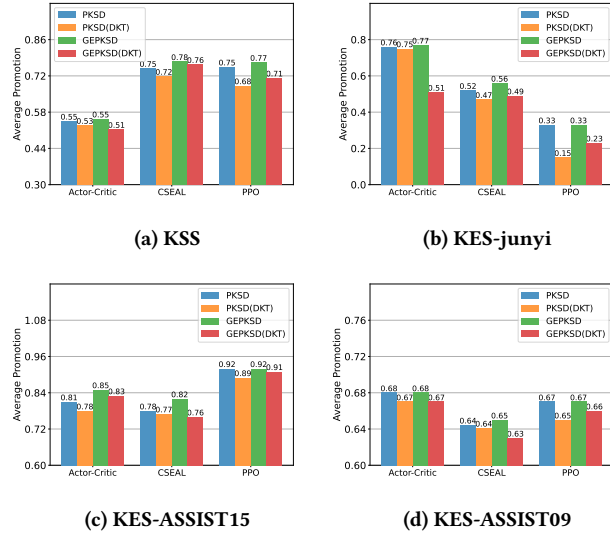 PKSD
PKSD(DKT)
GEPKSD
GEPKSD(DKT)
Average Promotion
0.86
0.72
0.58
0.44
0.30
0.55
0.53
0.55
0.51
0.75
0.72
0.78
0.76
0.75
0.68
0.77
0.71
Actor-Critic CSEAL PPO
(a) KSS
PKSD
PKSD(DKT)
GEPKSD
GEPKSD(DKT)
Average Promotion
0.8
0.6
0.4
0.2
0.0
0.76
0.75
0.77
0.51
0.52
0.47
0.56
0.49
0.33
0.15
0.33
0.23
Actor-Critic CSEAL PPO
(b) KES-junyi
PKSD
PKSD(DKT)
GEPKSD
GEPKSD(DKT)
Average Promotion
1.08
0.96
0.84
0.72
0.60
0.81
0.78
0.85
0.83
0.78
0.77
0.82
0.76
0.92
0.89
0.92
0.91
Actor-Critic CSEAL PPO
(c) KES-ASSIST15
PKSD
PKSD(DKT)
GEPKSD
GEPKSD(DKT)
Average Promotion
0.76
0.72
0.68
0.64
0.60
0.68
0.67
0.68
0.67
0.64
0.64
0.65
0.63
0.67
0.65
0.67
0.66
Actor-Critic CSEAL PPO
(d) KES-ASSIST09